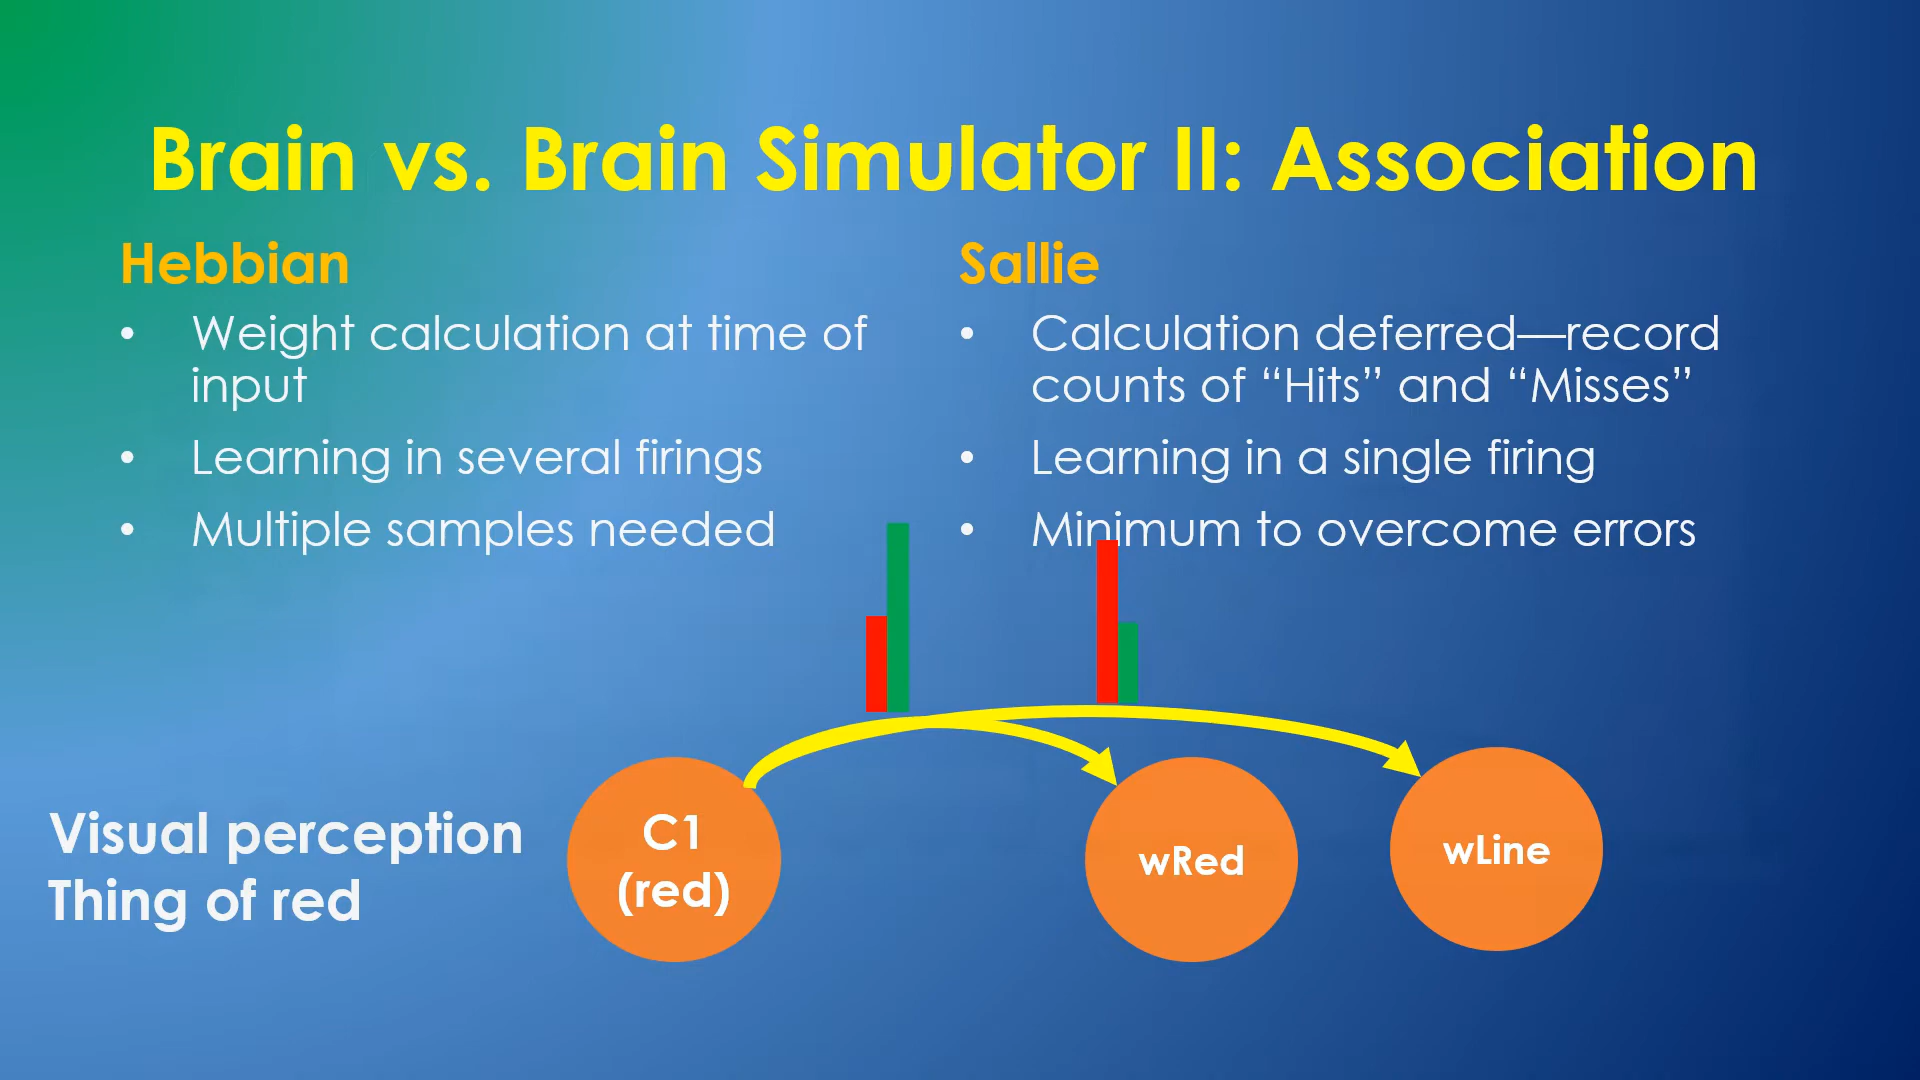 Brain vs. Brain Simulator II: Association
Hebbian
• Weight calculation at time of
input
• Learning in several firings
• Multiple samples needed
Sallie
• Calculation deferred—record
counts of “Hits” and “Misses”
• Learning in a single firing
• Minimum to overcome errors
Visual perception
Thing of red
C1
(red)
wRed
wLine